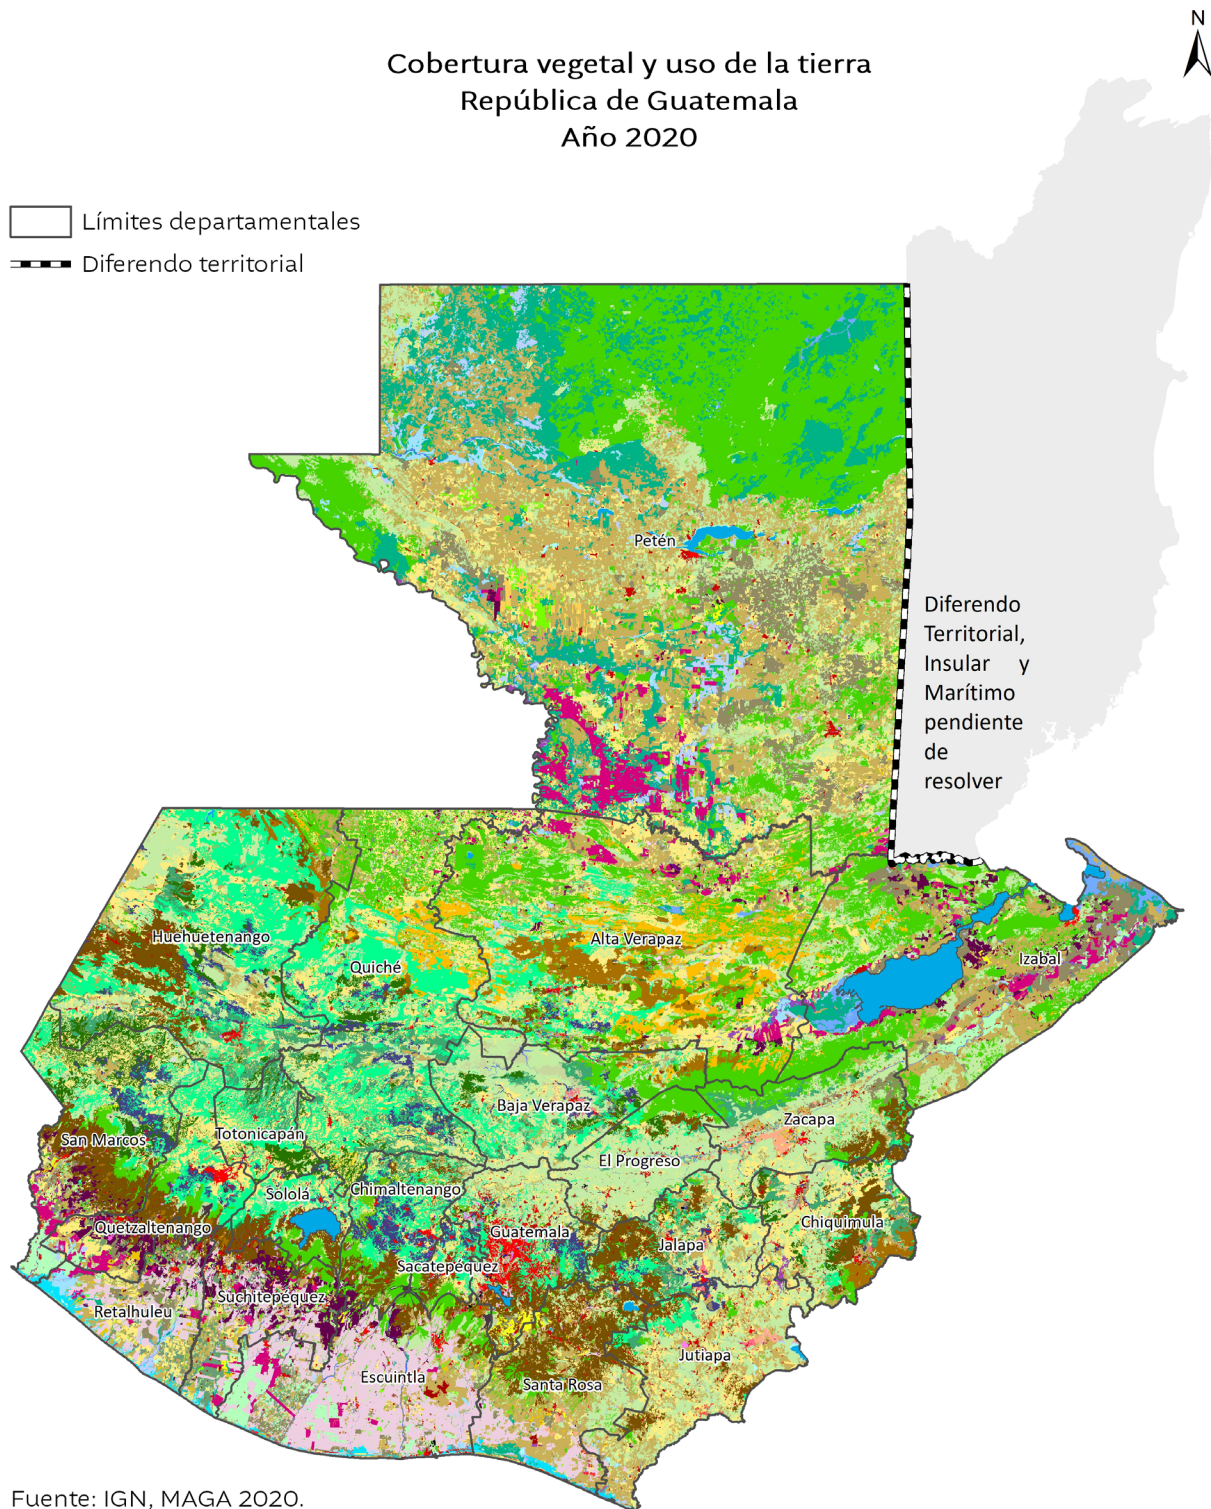 N
Cobertura vegetal y uso de la tierra
República de Guatemala
Año 2020
Límites departamentales
Diferendo territorial
Petén
Diferendo
Territorial,
Insular y
Marítimo
pendiente
de
resolver
Huehuetenango
Quiché
Alta Verapaz
Izabal
San Marcos
Totonicapán
Baja Verapaz
Zacapa
El Progreso
Sololá
Chimaltenango
Quetzaltenango
Guatemala
Jalapa
Chiquimula
Sacatepéquez
Retalhuleu
Suchitepéquez
Escuintla
Santa Rosa
Jutiapa
Fuente: IGN, MAGA 2020.